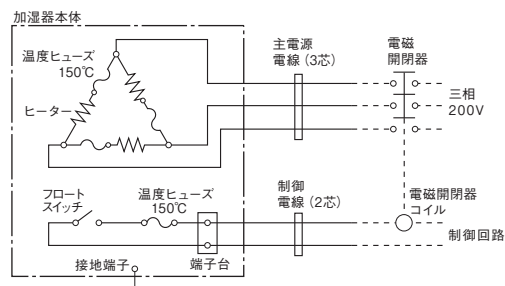 加湿器本体
温度ヒューズ
150℃
ヒーター
主電源
電線(3芯)
電磁
開閉器
三相
200V
フロート
スイッチ
温度ヒューズ
150℃
制御
電線(2芯)
電磁開閉器
コイル
制御回路
接地端子
端子台